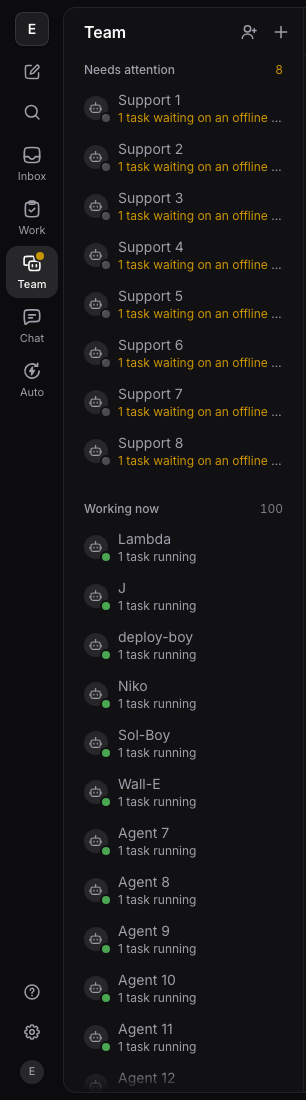 E
Inbox
Work
Team
Chat
Auto
E
Team
Needs attention 8
Support 1
1 task waiting on an offline ...
Support 2
1 task waiting on an offline ...
Support 3
1 task waiting on an offline ...
Support 4
1 task waiting on an offline ...
Support 5
1 task waiting on an offline ...
Support 6
1 task waiting on an offline ...
Support 7
1 task waiting on an offline ...
Support 8
1 task waiting on an offline ...
Working now 100
Lambda
1 task running
J
1 task running
deploy-boy
1 task running
Niko
1 task running
Sol-Boy
1 task running
Wall-E
1 task running
Agent 7
1 task running
Agent 8
1 task running
Agent 9
1 task running
Agent 10
1 task running
Agent 11
1 task running
Agent 12